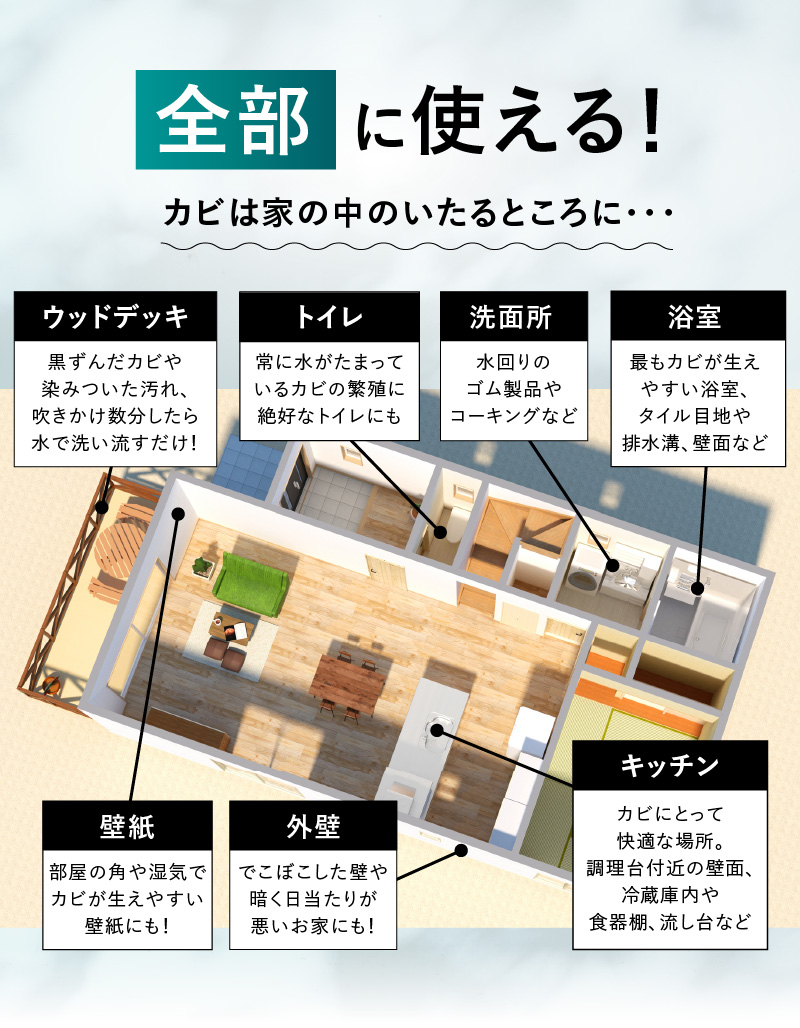 全部に使える！
カビは家の中のいたるところに・・・
ウッドデッキ
黒ずんだカビや
染みついた汚れ、
吹きかけ数分したら
水で洗い流すだけ！
トイレ
常に水がたまって
いるカビの繁殖に
絶好なトイレにも
洗面所
水回りの
ゴム製品や
コーキングなど
浴室
最もカビが生え
やすい浴室、
タイル目地や
排水溝、壁面など
壁紙
部屋の角や湿気で
カビが生えやすい
壁紙にも！
外壁
でこぼこした壁や
暗く日当たりが
悪いお家にも！
キッチン
カビにとって
快適な場所。
調理台付近の壁面、
冷蔵庫内や
食器棚、流し台など